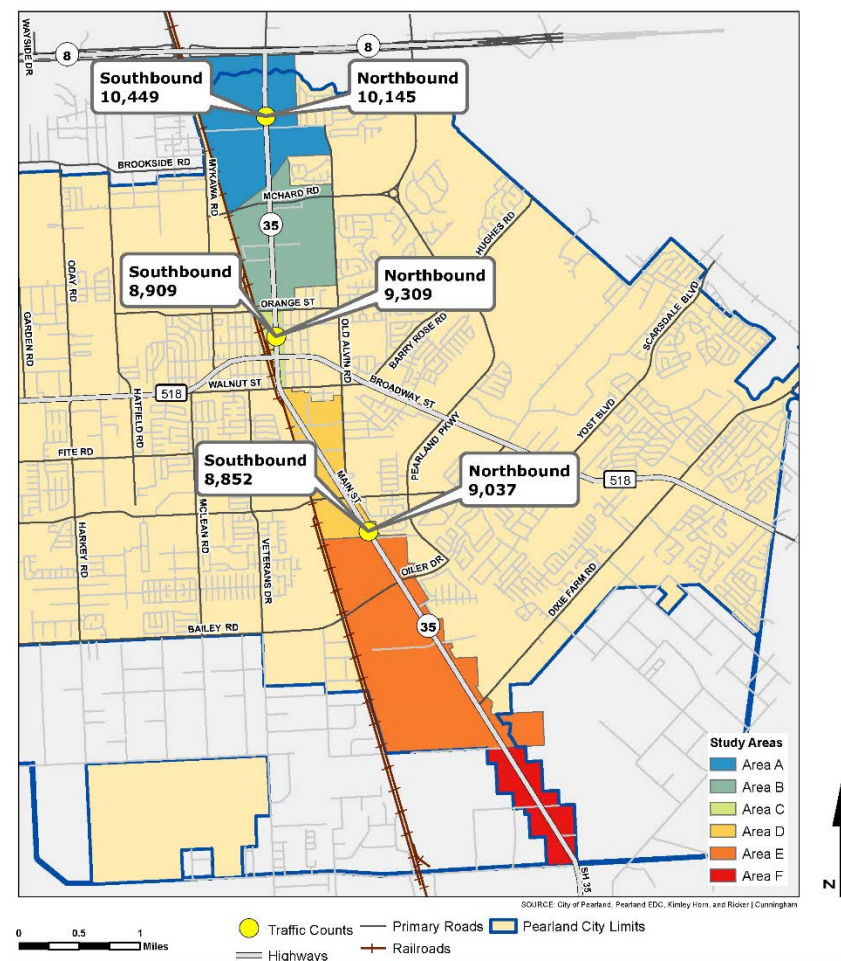 WAYSIDE DR
8
8
Southbound
10,449
Northbound
10,145
BROOKSIDE RD
MYKAWA RD
MCHARD RD
35
HUGHES RD
Southbound
8,909
Northbound
9,309
ODAY RD
GARDEN RD
ORANGE ST
OLD ALVIN RD
BARRY ROSE RD
SCARSDALE BLVD
HATFIELD RD
518
WALNUT ST
BROADWAY ST
YOST BLVD
FITE RD
Southbound
8,852
MAIN ST
PEARLAND PKWY
Northbound
9,037
518
HARKEY RD
MCLEAN RD
VETERANS DR
OILER DR
DIXIE FARM RD
BAILEY RD
35
Study Areas
Area A
Area B
Area C
Area D
Area E
Area F
SH 35
SOURCE: City of Pearland, Pearland EDC, Kimley Horn, and Ricker | Cunningham
0 0.5 1
Miles
Traffic Counts
Primary Roads
Pearland City Limits
Highways
Railroads
N